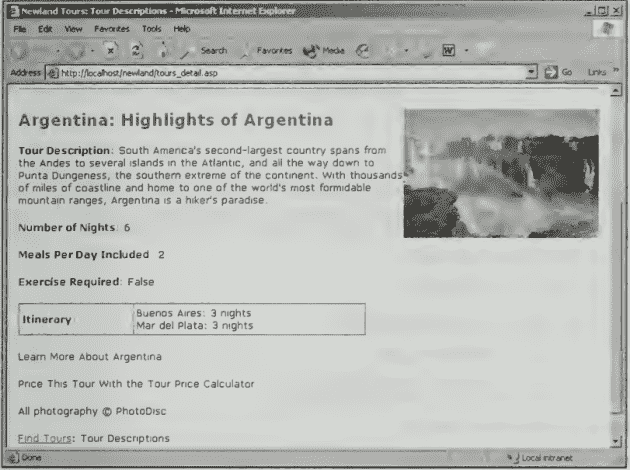 Newland Tours: Tour Descriptions - Microsoft Internet Explorer
File Edit View Favorites Tools Help
Search Favorites Media
Address http://localhost/newland/tours_detail.asp Go Links »
Argentina: Highlights of Argentina
Tour Description: South America's second-largest country spans from
the Andes to several islands in the Atlantic, and all the way down to
Punta Dungeness, the southern extreme of the continent. With thousands
of miles of coastline and home to one of the world's most formidable
mountain ranges, Argentina is a hiker's paradise.
Number of Nights: 6
Meals Per Day Included: 2
Exercise Required: False
Itinerary
Buenos Aires: 3 nights
Mar del Plata: 3 nights
Learn More About Argentina
Price This Tour With the Tour Price Calculator
All photography © PhotoDisc
Find Tours: Tour Descriptions
Done Local intranet